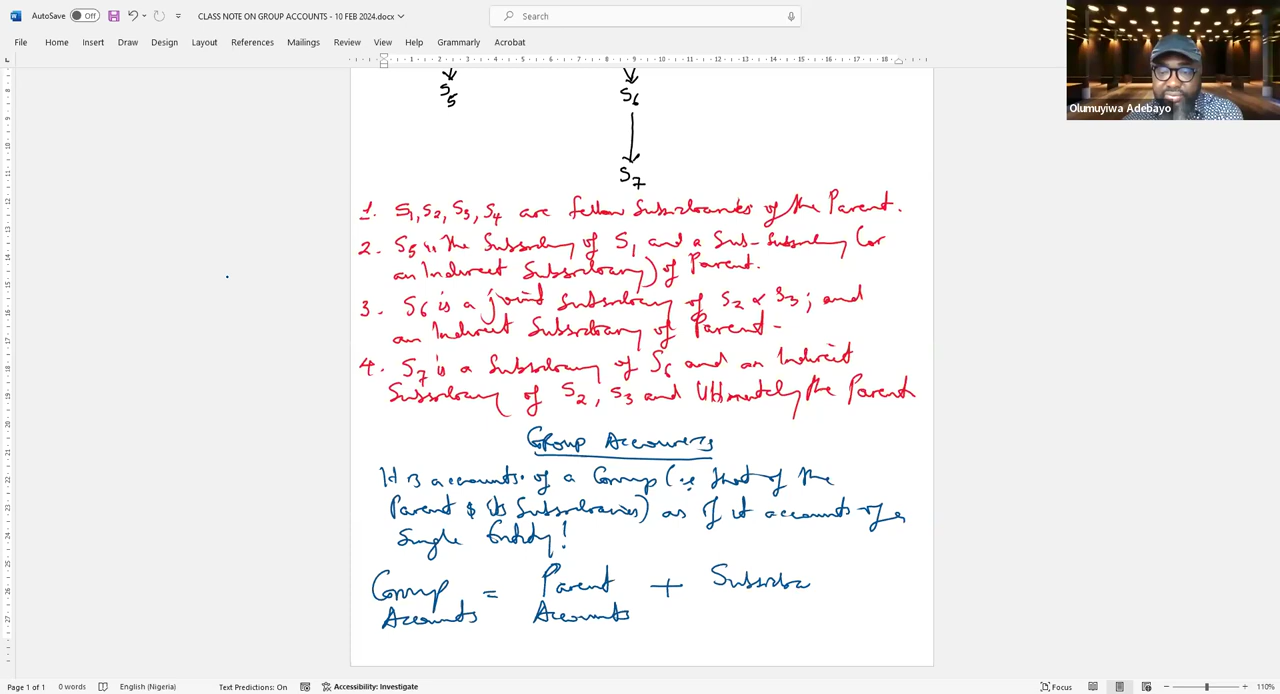 AutoSave Off CLASS NOTE ON GROUP ACCOUNTS - 10 FEB 2024.docx Search
File Home Insert Draw Design Layout References Mailings Review View Help Grammarly Acrobat
Olumuyiwa Adebayo
S5 S6
S7
1. S1, S2, S3, S4 are fellow Subsidiaries of the Parent.
2. S5 is the Subsidiary of S1 and a Sub-Subsidiary (or
an Indirect Subsidiary) of Parent.
3. S6 is a joint Subsidiary of S2 & S3; and
an Indirect Subsidiary of Parent.
4. S7 is a Subsidiary of S6 and an Indirect
Subsidiary of S2, S3 and Ultimately the Parent
Group Accounts
It is accounts of a Group (i.e that of the
Parent & its Subsidiaries) as if it accounts of a
Single Entity!
Group = Parent + Subsidia
Accounts Accounts
Page 1 of 1 0 words English (Nigeria) Text Predictions: On Accessibility: Investigate Focus 110%